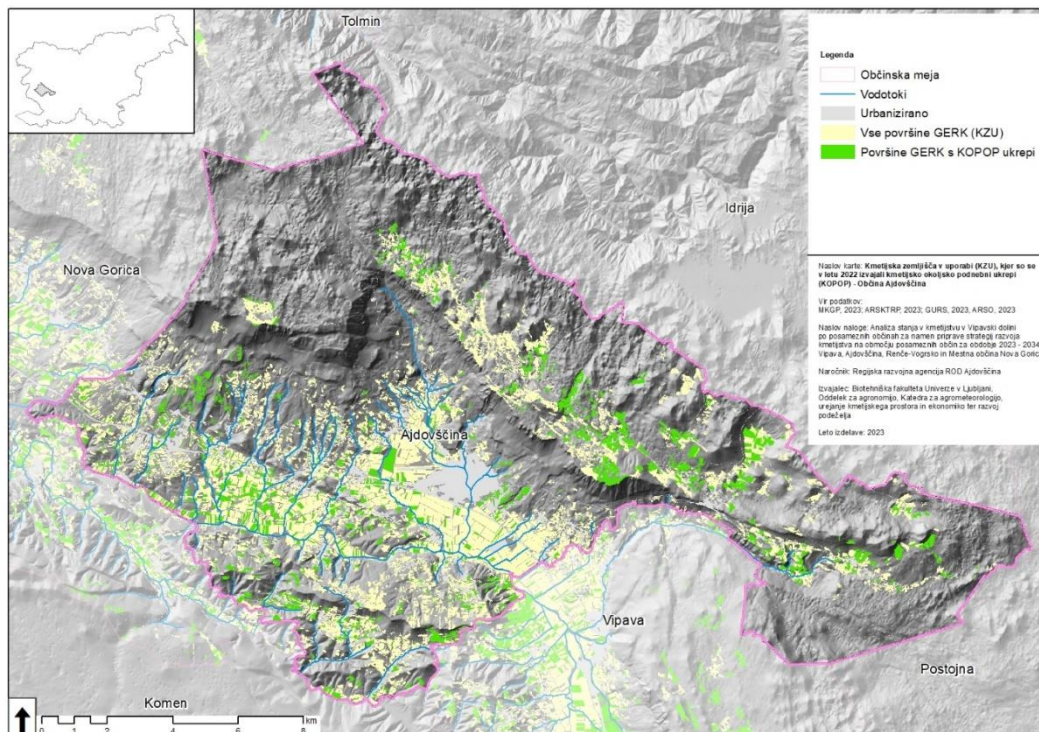 Tolmin
Idrija
Nova Gorica
Ajdovščina
Vipava
Postojna
Komen
0 1 2 4 6 8
km
Legenda
Občinska meja
Vodotoki
Urbanizirano
Vse površine GERK (KZU)
Površine GERK s KOPOP ukrepi
Naslov karte: Kmetijska zemljišča v uporabi (KZU), kjer so se
v letu 2022 izvajali kmetijsko okoljsko podnebni ukrepi
(KOPOP) - Občina Ajdovščina
Vir podatkov:
MKGP, 2023; ARSKTRP, 2023; GURS, 2023, ARSO, 2023
Naslov naloge: Analiza stanja v kmetijstvu v Vipavski dolini
po posameznih občinah za namen priprave strategij razvoja
kmetijstva na območju posameznih občin za obdobje 2023 - 2034
Vipava, Ajdovščina, Renče-Vogrsko in Mestna občina Nova Goric
Naročnik: Regijska razvojna agencija ROD Ajdovščina
Izvajalec: Biotehniška fakulteta Univerze v Ljubljani,
Oddelek za agronomijo, Katedra za agrometeorologijo,
urejanje kmetijskega prostora in ekonomiko ter razvoj
podeželja
Leto izdelave: 2023